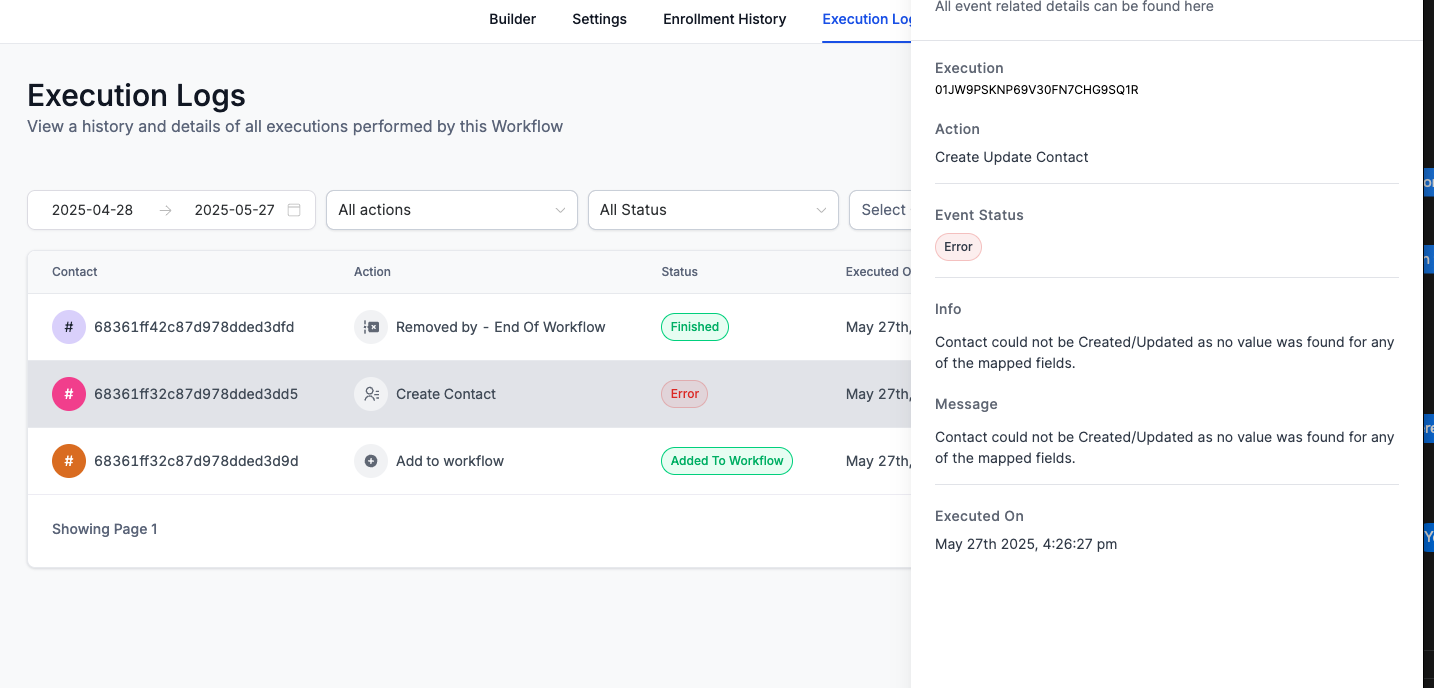 Builder Settings Enrollment History Execution Log
Execution Logs
View a history and details of all executions performed by this Workflow
2025-04-28 → 2025-05-27 All actions All Status Select
Contact Action Status Executed O
# 68361ff42c87d978dded3dfd Removed by - End Of Workflow Finished May 27th,
# 68361ff32c87d978dded3dd5 Create Contact Error May 27th,
# 68361ff32c87d978dded3d9d Add to workflow Added To Workflow May 27th,
Showing Page 1
All event related details can be found here
Execution
01JW9PSKNP69V30FN7CHG9SQ1R
Action
Create Update Contact
Event Status
Error
Info
Contact could not be Created/Updated as no value was found for any
of the mapped fields.
Message
Contact could not be Created/Updated as no value was found for any
of the mapped fields.
Executed On
May 27th 2025, 4:26:27 pm